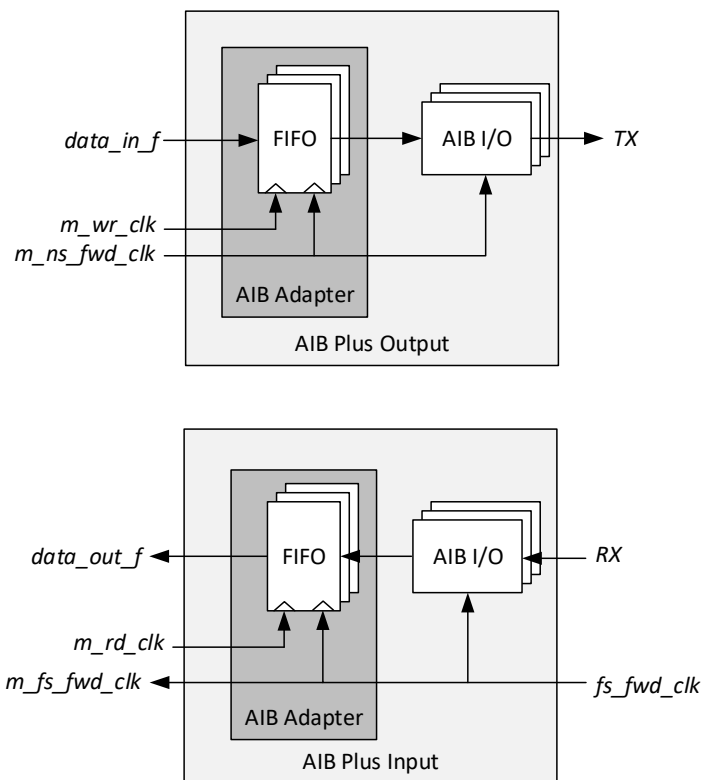 data_in_f
FIFO
AIB I/O
TX
m_wr_clk
m_ns_fwd_clk
AIB Adapter
AIB Plus Output
data_out_f
FIFO
AIB I/O
RX
m_rd_clk
m_fs_fwd_clk
fs_fwd_clk
AIB Adapter
AIB Plus Input